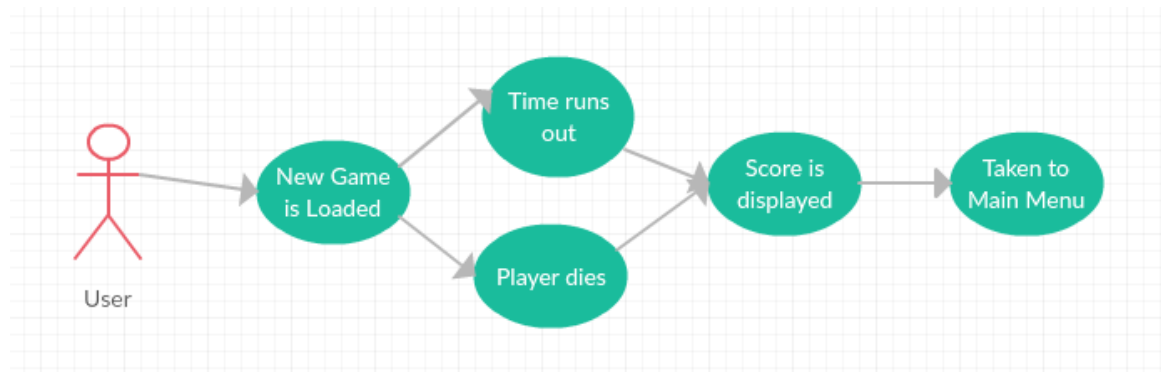 User
New Game
is Loaded
Time runs
out
Player dies
Score is
displayed
Taken to
Main Menu